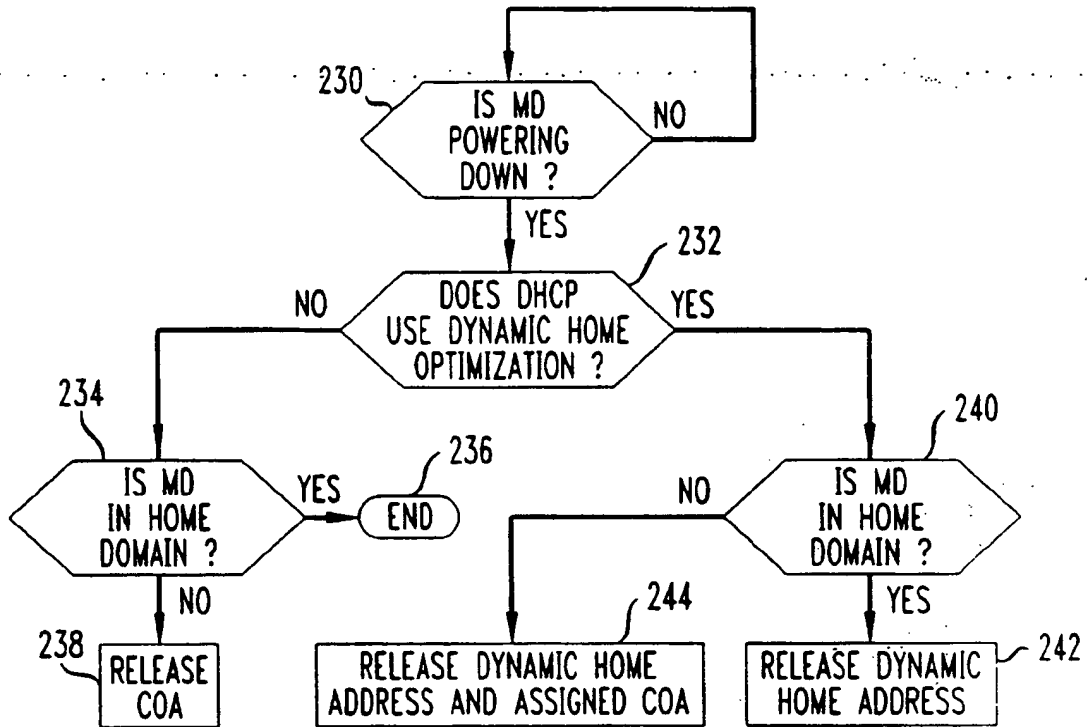 230
IS MD
POWERING
DOWN ?
NO
YES
232
NO
DOES DHCP
USE DYNAMIC HOME
OPTIMIZATION ?
YES
234
IS MD
IN HOME
DOMAIN ?
YES
236
END
NO
238
RELEASE
COA
240
NO
IS MD
IN HOME
DOMAIN ?
YES
244
RELEASE DYNAMIC HOME
ADDRESS AND ASSIGNED COA
RELEASE DYNAMIC
HOME ADDRESS
242